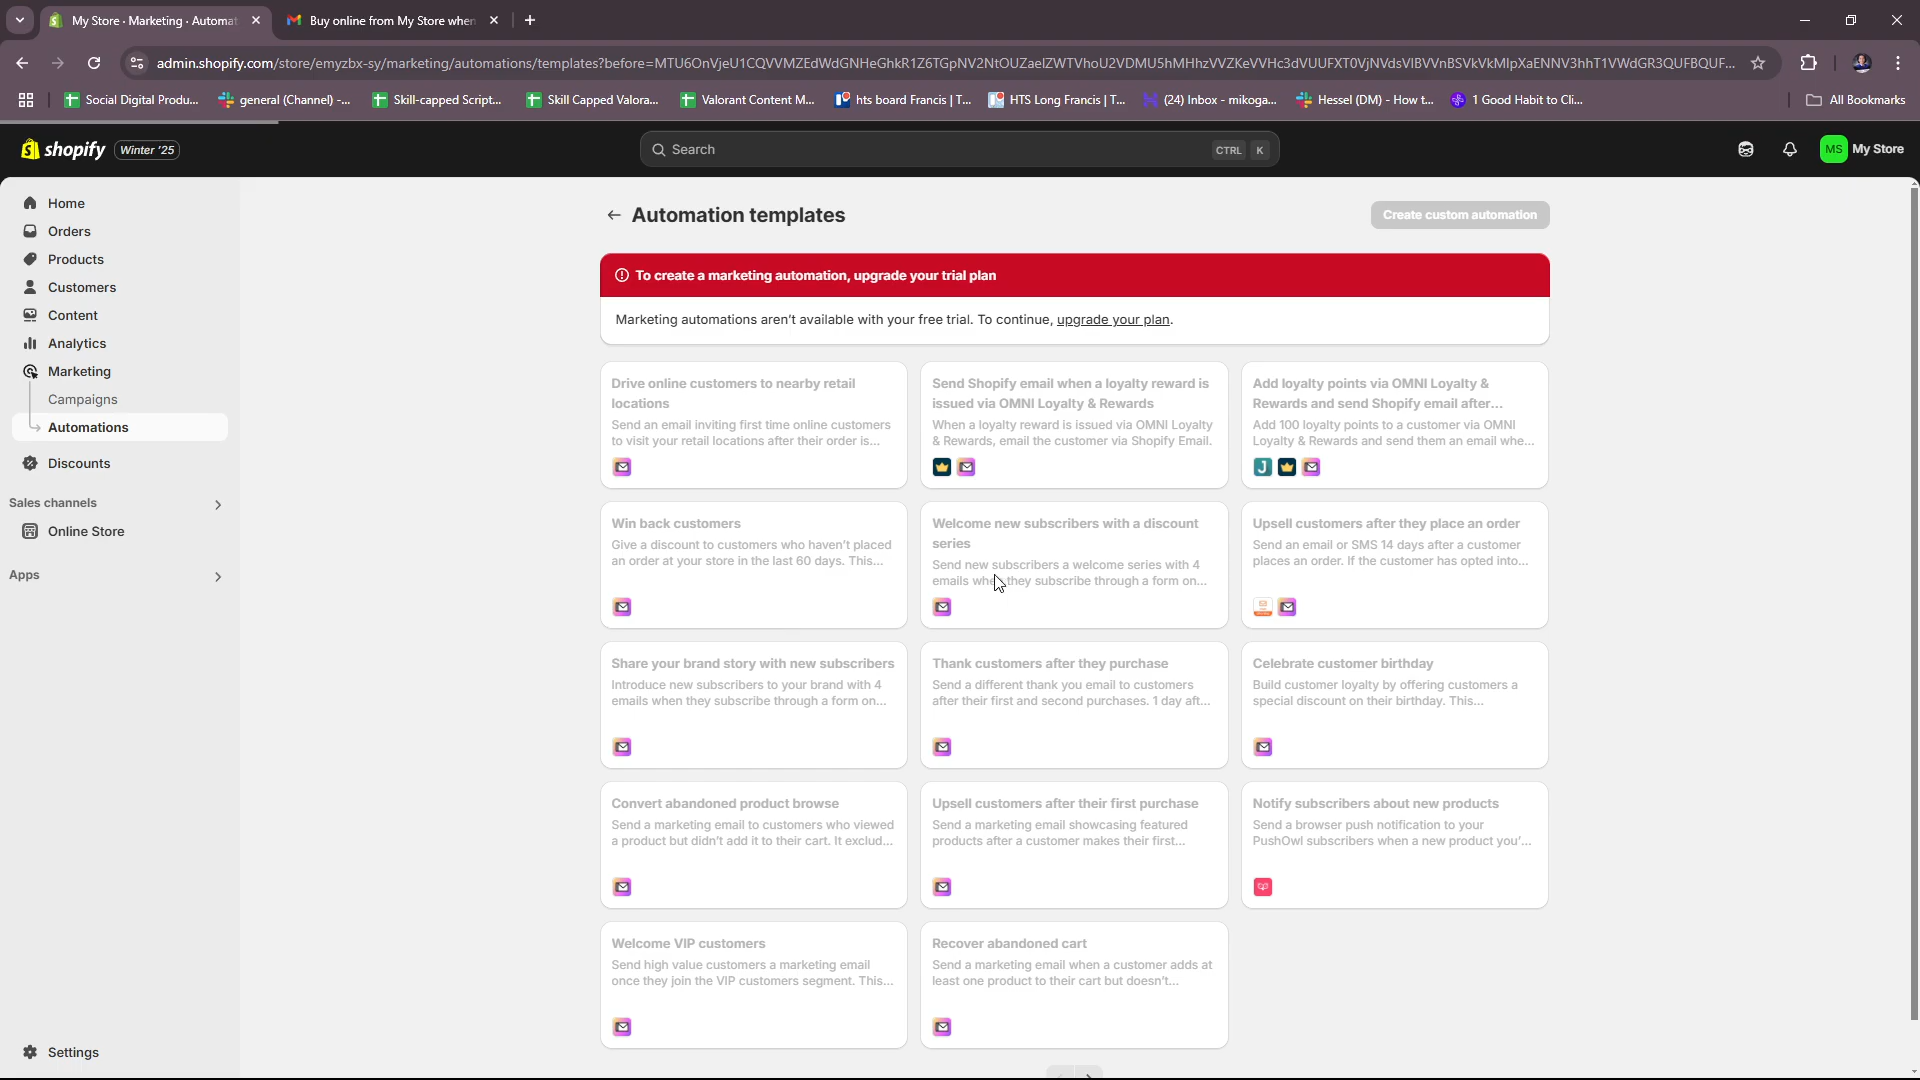 My Store · Marketing · Automat
Buy online from My Store when
admin.shopify.com/store/emyzbx-sy/marketing/automations/templates?before=
Social Digital Produ...
general (Channel) -...
Skill-capped Script...
Skill Capped Valora...
Valorant Content M...
hts board Francis | T...
HTS Long Francis | T...
(24) Inbox - mikoga...
Hessel (DM) - How t...
1 Good Habit to Cli...
All Bookmarks
shopify
Winter '25
Search
CTRL K
MS
My Store
Home
Orders
Products
Customers
Content
Analytics
Marketing
Campaigns
Automations
Discounts
Sales channels
Online Store
Apps
Settings
Automation templates
Create custom automation
To create a marketing automation, upgrade your trial plan
Marketing automations aren't available with your free trial. To continue, upgrade your plan.
Drive online customers to nearby retail
locations
Send an email inviting first time online customers
to visit your retail locations after their order is...
Send Shopify email when a loyalty reward is
issued via OMNI Loyalty & Rewards
When a loyalty reward is issued via OMNI Loyalty
& Rewards, email the customer via Shopify Email.
Add loyalty points via OMNI Loyalty &
Rewards and send Shopify email after...
Add 100 loyalty points to a customer via OMNI
Loyalty & Rewards and send them an email whe...
J
Win back customers
Give a discount to customers who haven't placed
an order at your store in the last 60 days. This...
Welcome new subscribers with a discount
series
Send new subscribers a welcome series with 4
emails when they subscribe through a form on...
Upsell customers after they place an order
Send an email or SMS 14 days after a customer
places an order. If the customer has opted into...
Share your brand story with new subscribers
Introduce new subscribers to your brand with 4
emails when they subscribe through a form on...
Thank customers after they purchase
Send a different thank you email to customers
after their first and second purchases. 1 day aft...
Celebrate customer birthday
Build customer loyalty by offering customers a
special discount on their birthday. This...
Convert abandoned product browse
Send a marketing email to customers who viewed
a product but didn't add it to their cart. It exclud...
Upsell customers after their first purchase
Send a marketing email showcasing featured
products after a customer makes their first...
Notify subscribers about new products
Send a browser push notification to your
PushOwl subscribers when a new product you'...
Welcome VIP customers
Send high value customers a marketing email
once they join the VIP customers segment. This...
Recover abandoned cart
Send a marketing email when a customer adds at
least one product to their cart but doesn't...